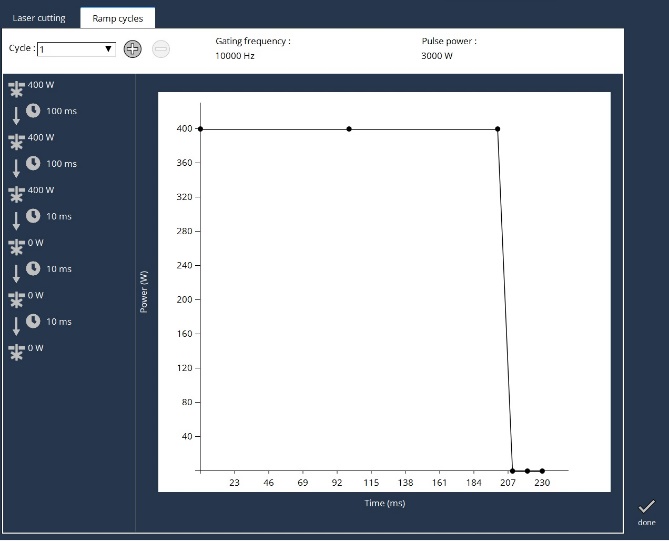 Laser cutting
Ramp cycles
Cycle : 1
Gating frequency :
10000 Hz
Pulse power :
3000 W
400 W
100 ms
400 W
100 ms
400 W
10 ms
0 W
10 ms
0 W
10 ms
0 W
Power (W)
400
360
320
280
240
200
160
120
80
40
23 46 69 92 115 138 161 184 207 230
Time (ms)
done